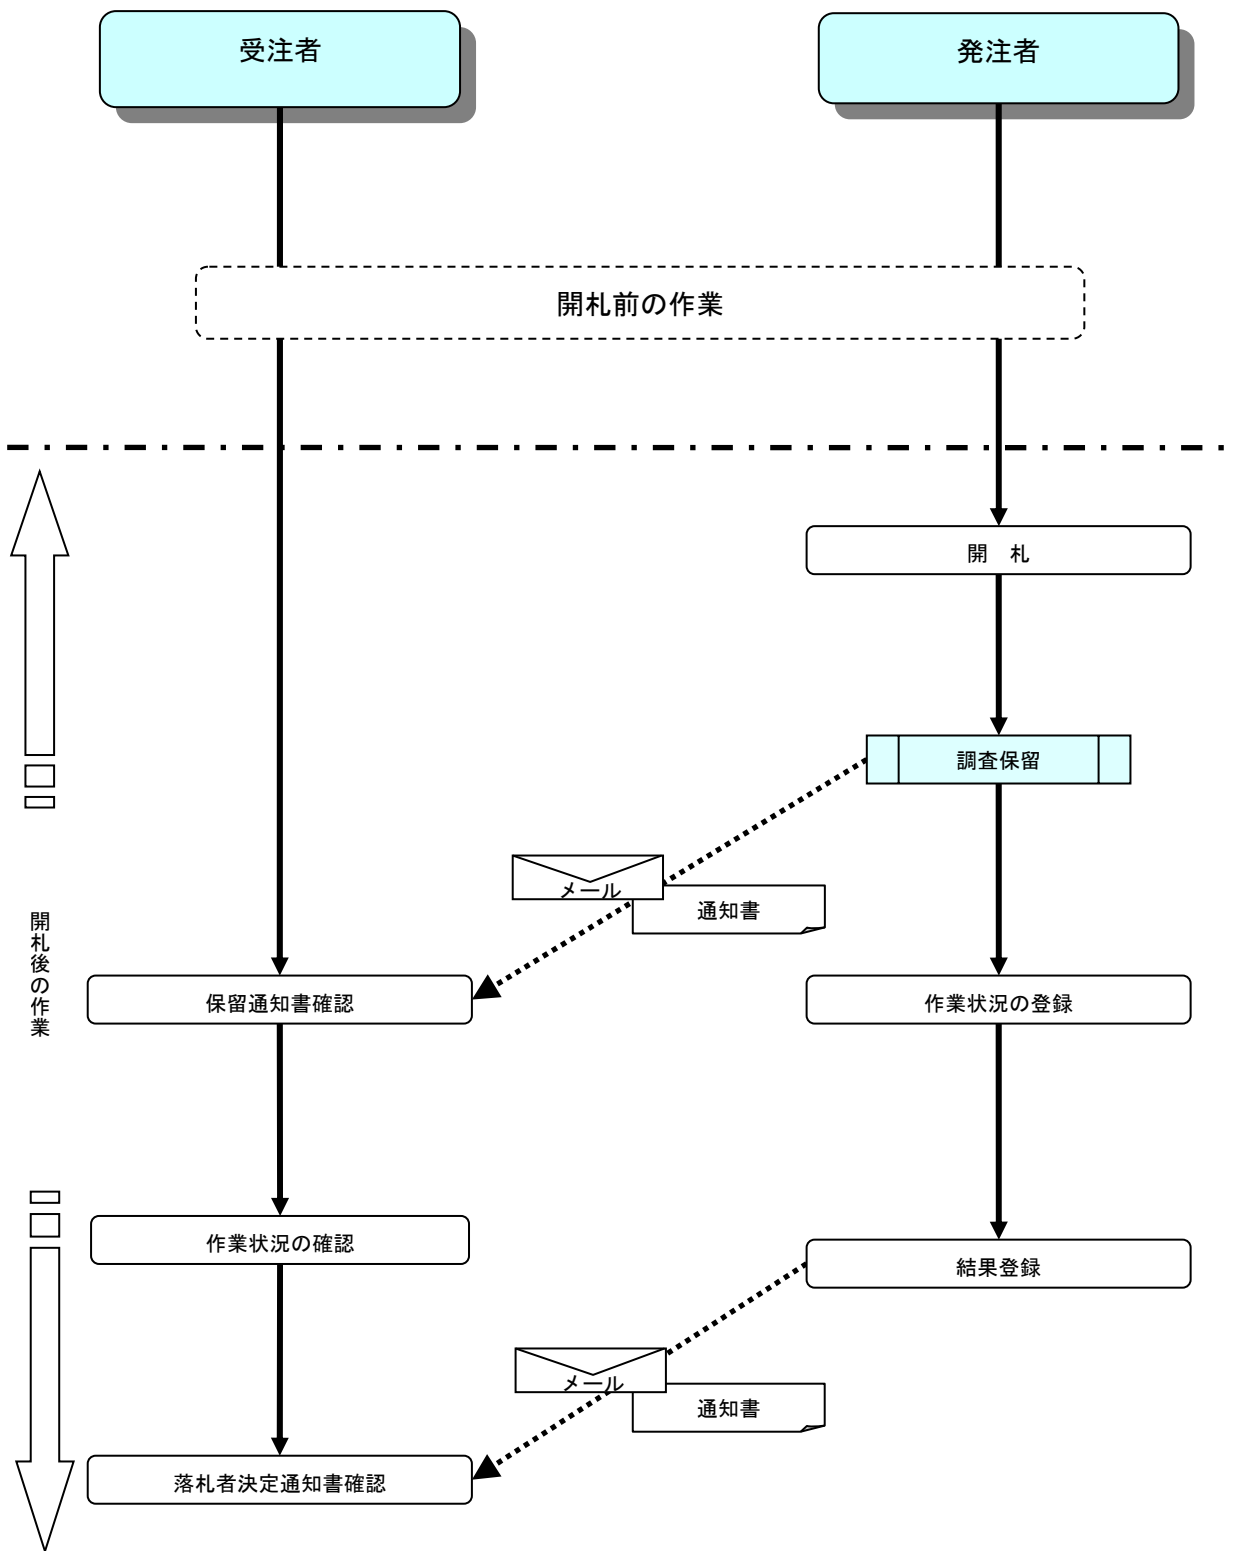 受注者
発注者
開札前の作業
開　札
調査保留
メール
通知書
開札後の作業
保留通知書確認
作業状況の登録
作業状況の確認
結果登録
メール
通知書
落札者決定通知書確認